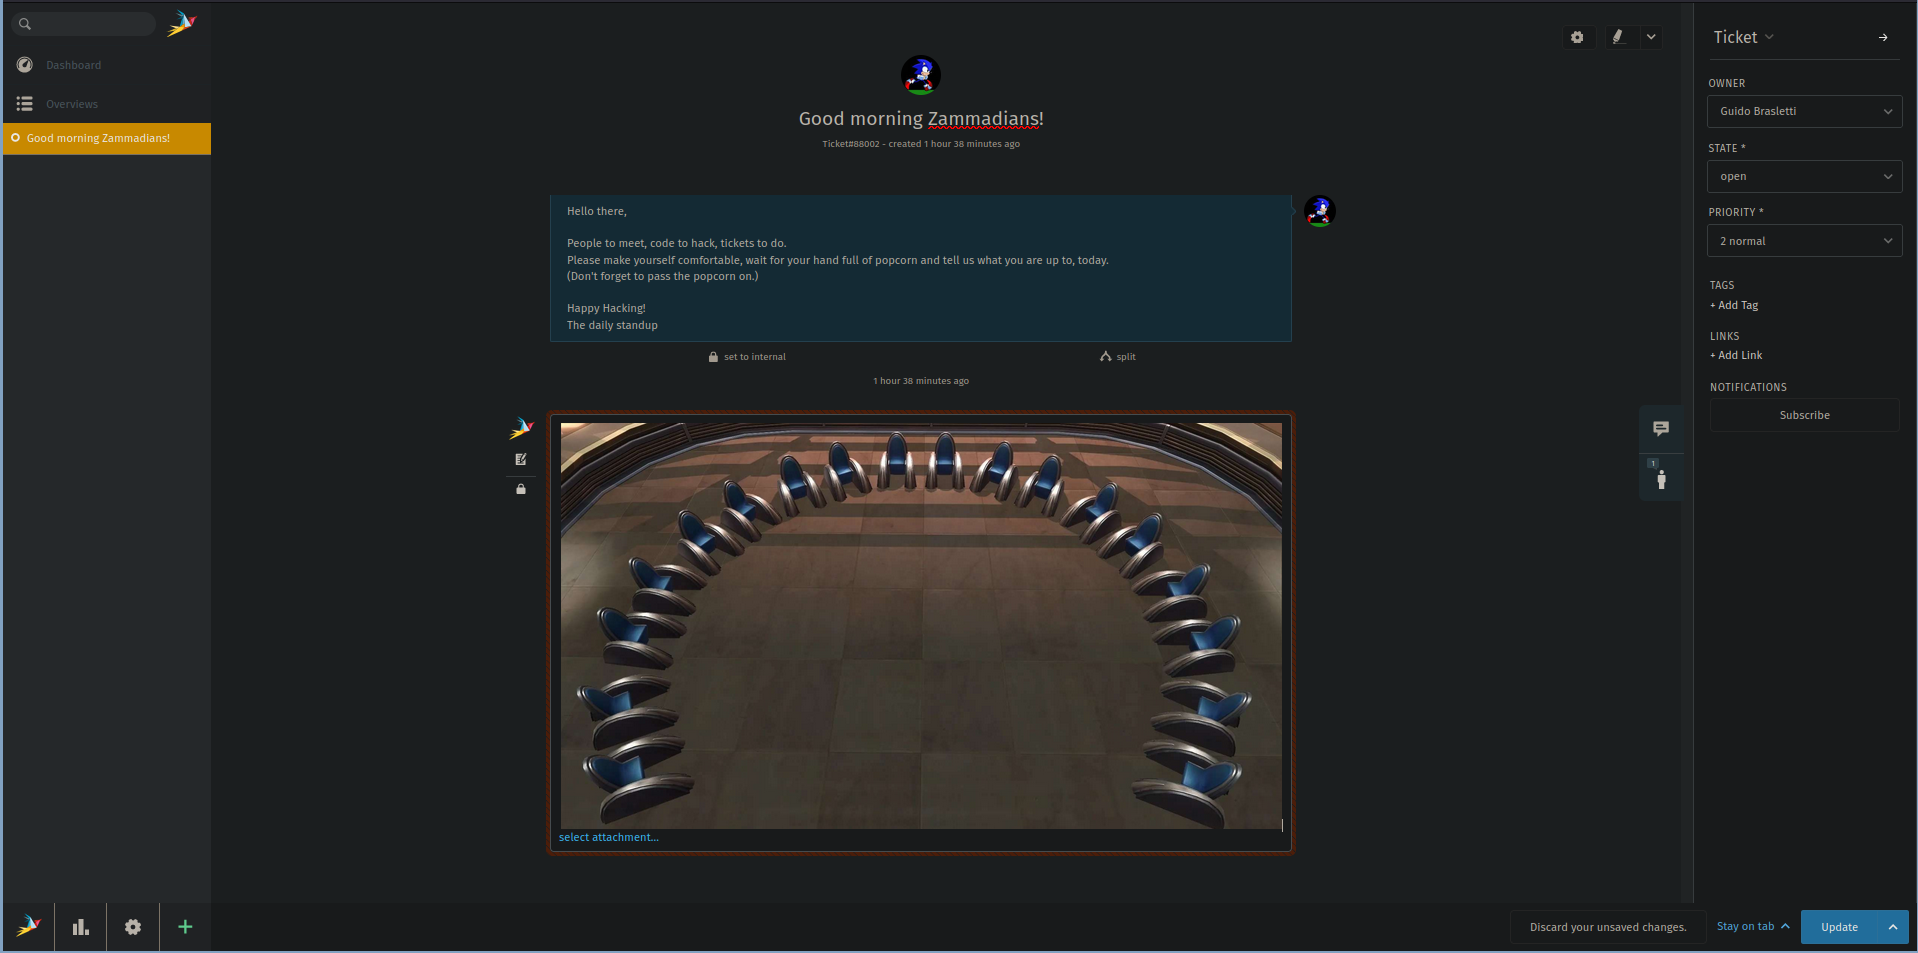 Dashboard
Overviews
Good morning Zammadians!
Good morning Zammadians!
Ticket#88002 - created 1 hour 38 minutes ago
Hello there,
People to meet, code to hack, tickets to do.
Please make yourself comfortable, wait for your hand full of popcorn and tell us what you are up to, today.
(Don't forget to pass the popcorn on.)
Happy Hacking!
The daily standup
set to internal
split
1 hour 38 minutes ago
select attachment...
1
Ticket
OWNER
Guido Brasletti
STATE *
open
PRIORITY *
2 normal
TAGS
+ Add Tag
LINKS
+ Add Link
NOTIFICATIONS
Subscribe
Discard your unsaved changes.
Stay on tab
Update